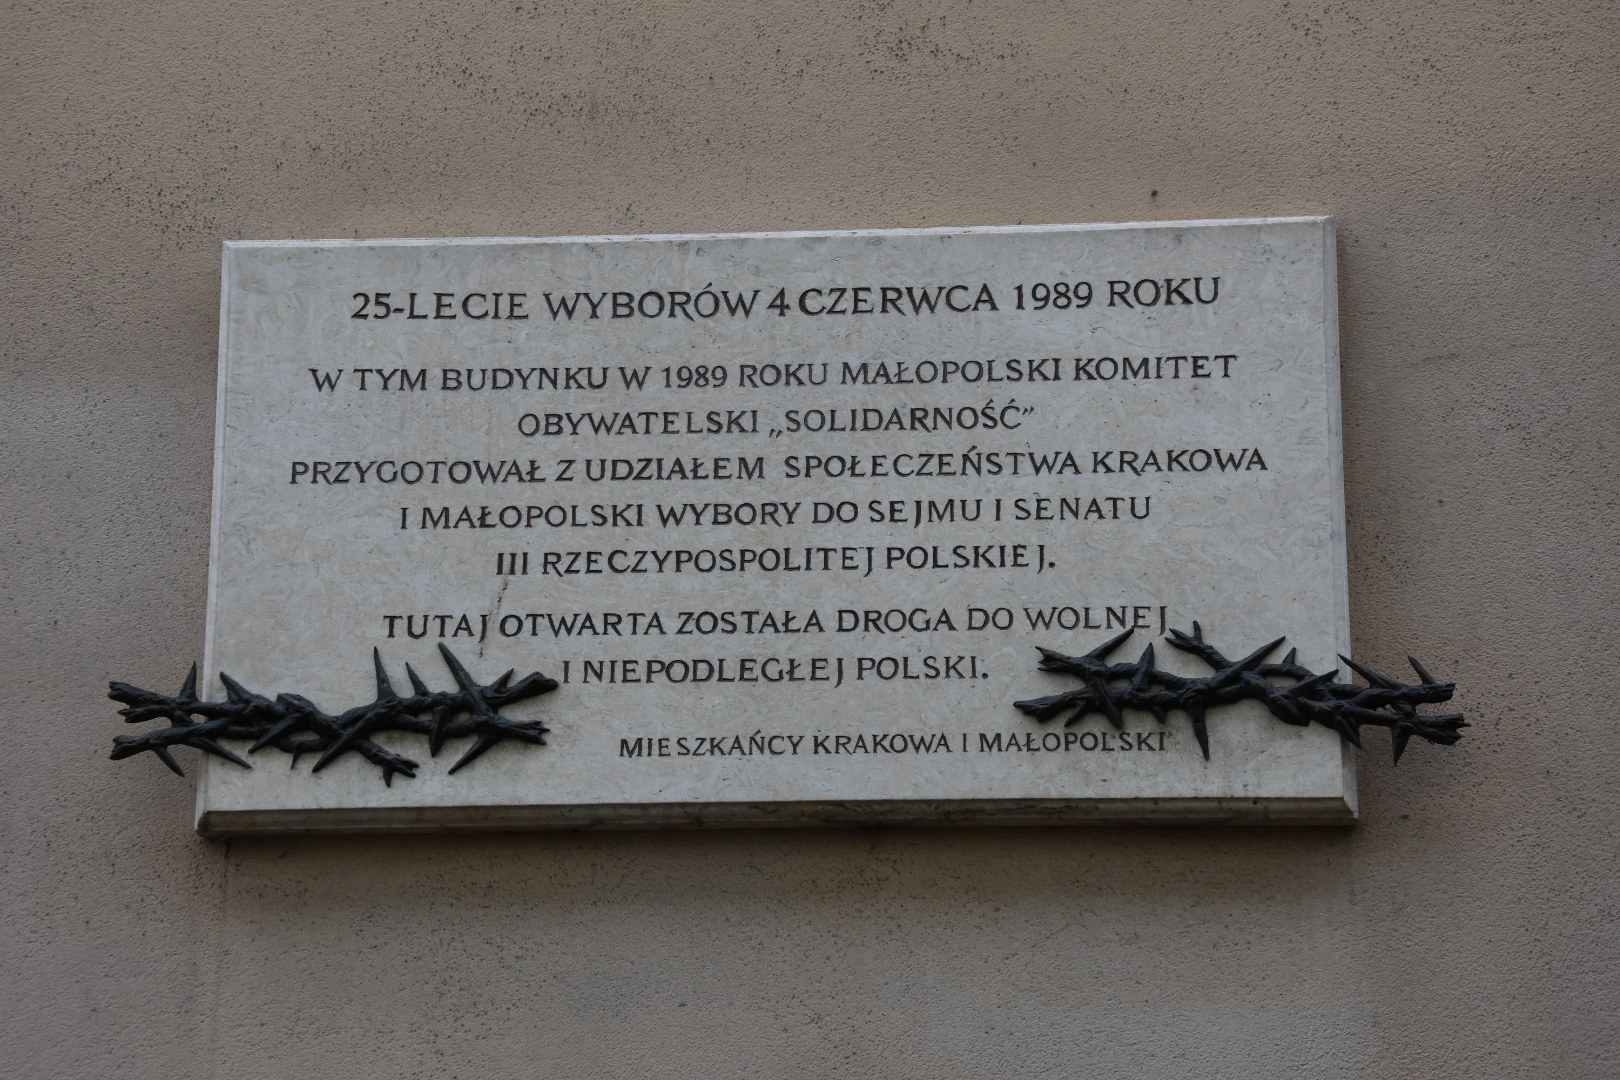 25-LECIE WYBORÓW 4 CZERWCA 1989 ROKU
W TYM BUDYNKU W 1989 ROKU MAŁOPOLSKI KOMITET
OBYWATELSKI „SOLIDARNOŚĆ”
PRZYGOTOWAŁ Z UDZIAŁEM SPOŁECZEŃSTWA KRAKOWA
I MAŁOPOLSKI WYBORY DO SEJMU I SENATU
III RZECZYPOSPOLITEJ POLSKIEJ.
TUTAJ OTWARTA ZOSTAŁA DROGA DO WOLNEJ
I NIEPODLEGŁEJ POLSKI.
MIESZKAŃCY KRAKOWA I MAŁOPOLSKI